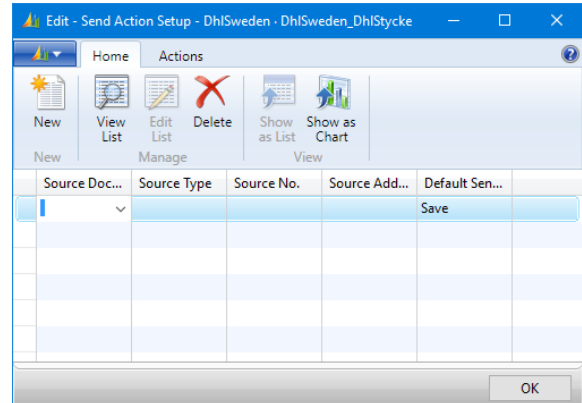 Edit - Send Action Setup - DhlSweden · DhlSweden_DhlStycke
Home Actions
New View List Edit List Delete Show as List Show as Chart
New Manage View
Source Doc... Source Type Source No. Source Add... Default Sen...
Save
OK